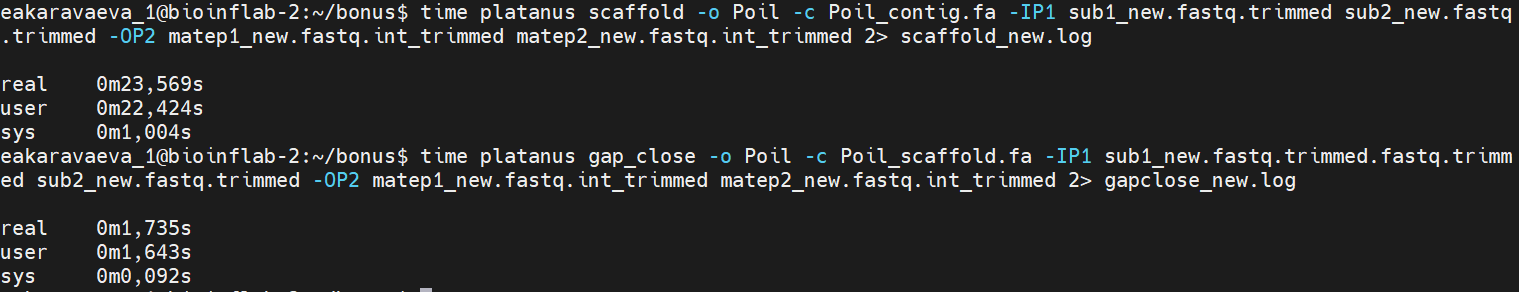 eakaravaeva_1@bioinflab-2:~/bonus$ time platanus scaffold -o Poil -c Poil_contig.fa -IP1 sub1_new.fastq.trimmed sub2_new.fastq
.trimmed -OP2 matep1_new.fastq.int_trimmed matep2_new.fastq.int_trimmed 2> scaffold_new.log
real    0m23,569s
user    0m22,424s
sys     0m1,004s
eakaravaeva_1@bioinflab-2:~/bonus$ time platanus gap_close -o Poil -c Poil_scaffold.fa -IP1 sub1_new.fastq.trimmed.fastq.trimm
ed sub2_new.fastq.trimmed -OP2 matep1_new.fastq.int_trimmed matep2_new.fastq.int_trimmed 2> gapclose_new.log
real    0m1,735s
user    0m1,643s
sys     0m0,092s